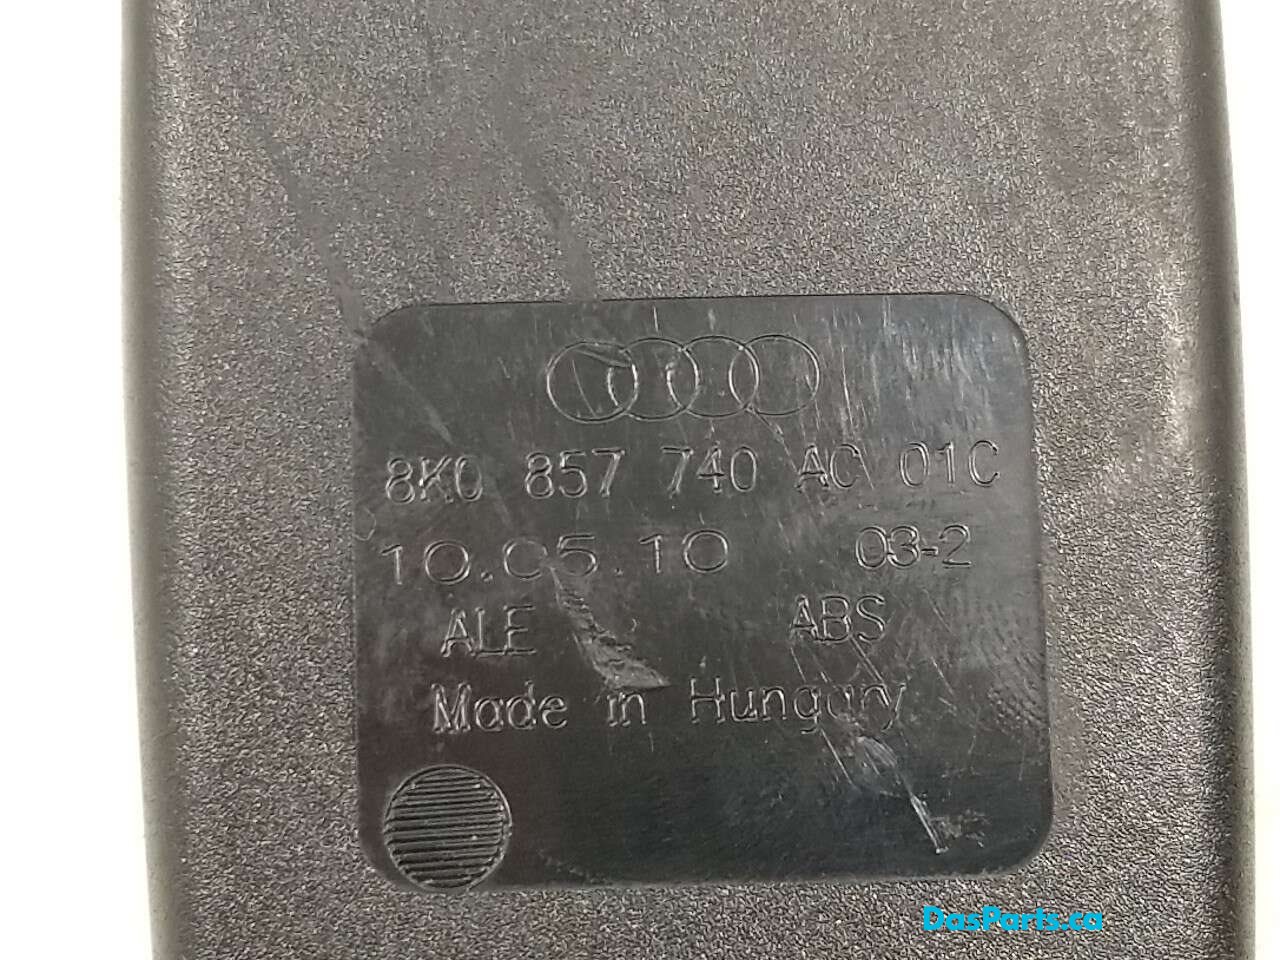 8K0 857 740 AC 01C
10.05.10 03-2
ALE ABS
Made in Hungary
DasParts.ca